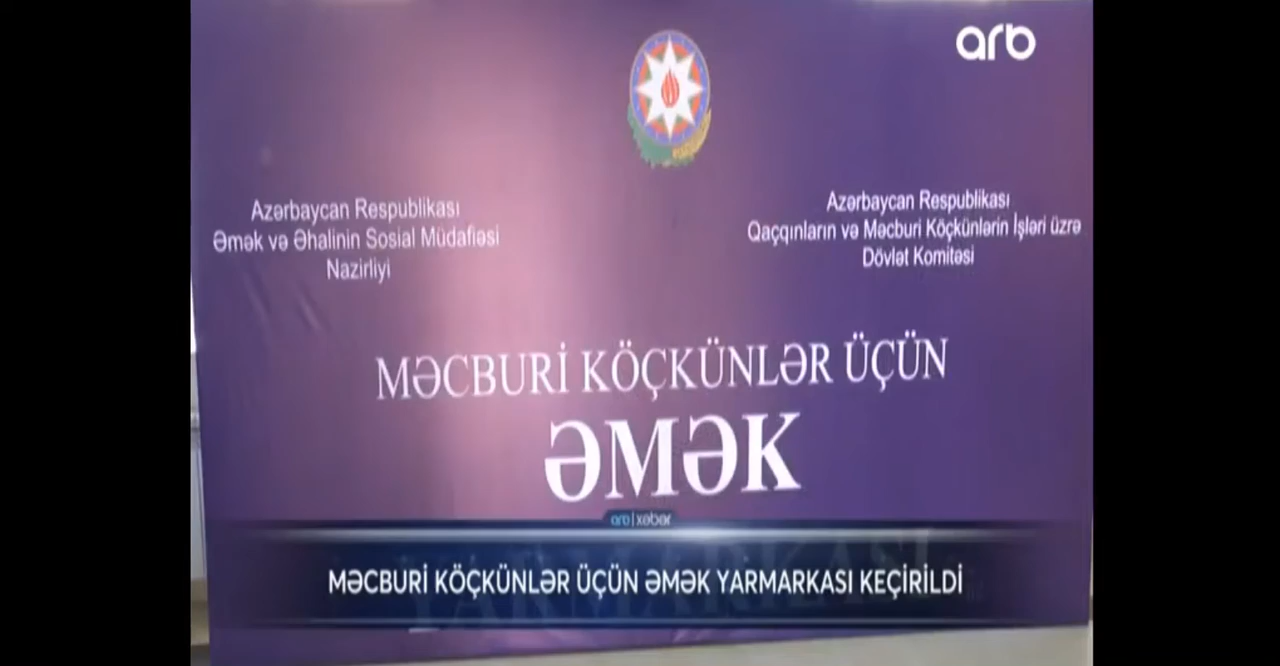 arb
Azərbaycan Respublikası
Əmək və Əhalinin Sosial Müdafiəsi
Nazirliyi
Azərbaycan Respublikası
Qaçqınların və Məcburi Köçkünlərin İşləri üzrə
Dövlət Komitəsi
MƏCBURİ KÖÇKÜNLƏR ÜÇÜN
ƏMƏK
YARMARKASI
arb|xəbər
MƏCBURİ KÖÇKÜNLƏR ÜÇÜN ƏMƏK YARMARKASI KEÇİRİLDİ